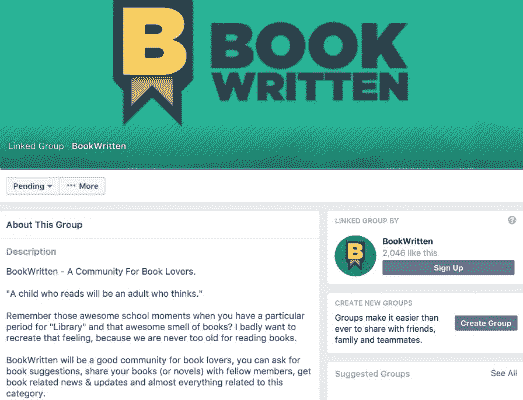 B BOOK
WRITTEN
Linked Group BookWritten
Pending
••• More
About This Group
Description
BookWritten - A Community For Book Lovers.
"A child who reads will be an adult who thinks."
Remember those awesome school moments when you have a particular
period for "Library" and that awesome smell of books? I badly want to
recreate that feeling, because we are never too old for reading books.
BookWritten will be a good community for book lovers, you can ask for
book suggestions, share your books (or novels) with fellow members, get
book related news & updates and almost everything related to this
category.
LINKED GROUP BY
?
B
BookWritten
2,046 like this
Sign Up
CREATE NEW GROUPS
Groups make it easier than
ever to share with friends,
family and teammates.
Create Group
Suggested Groups
See All